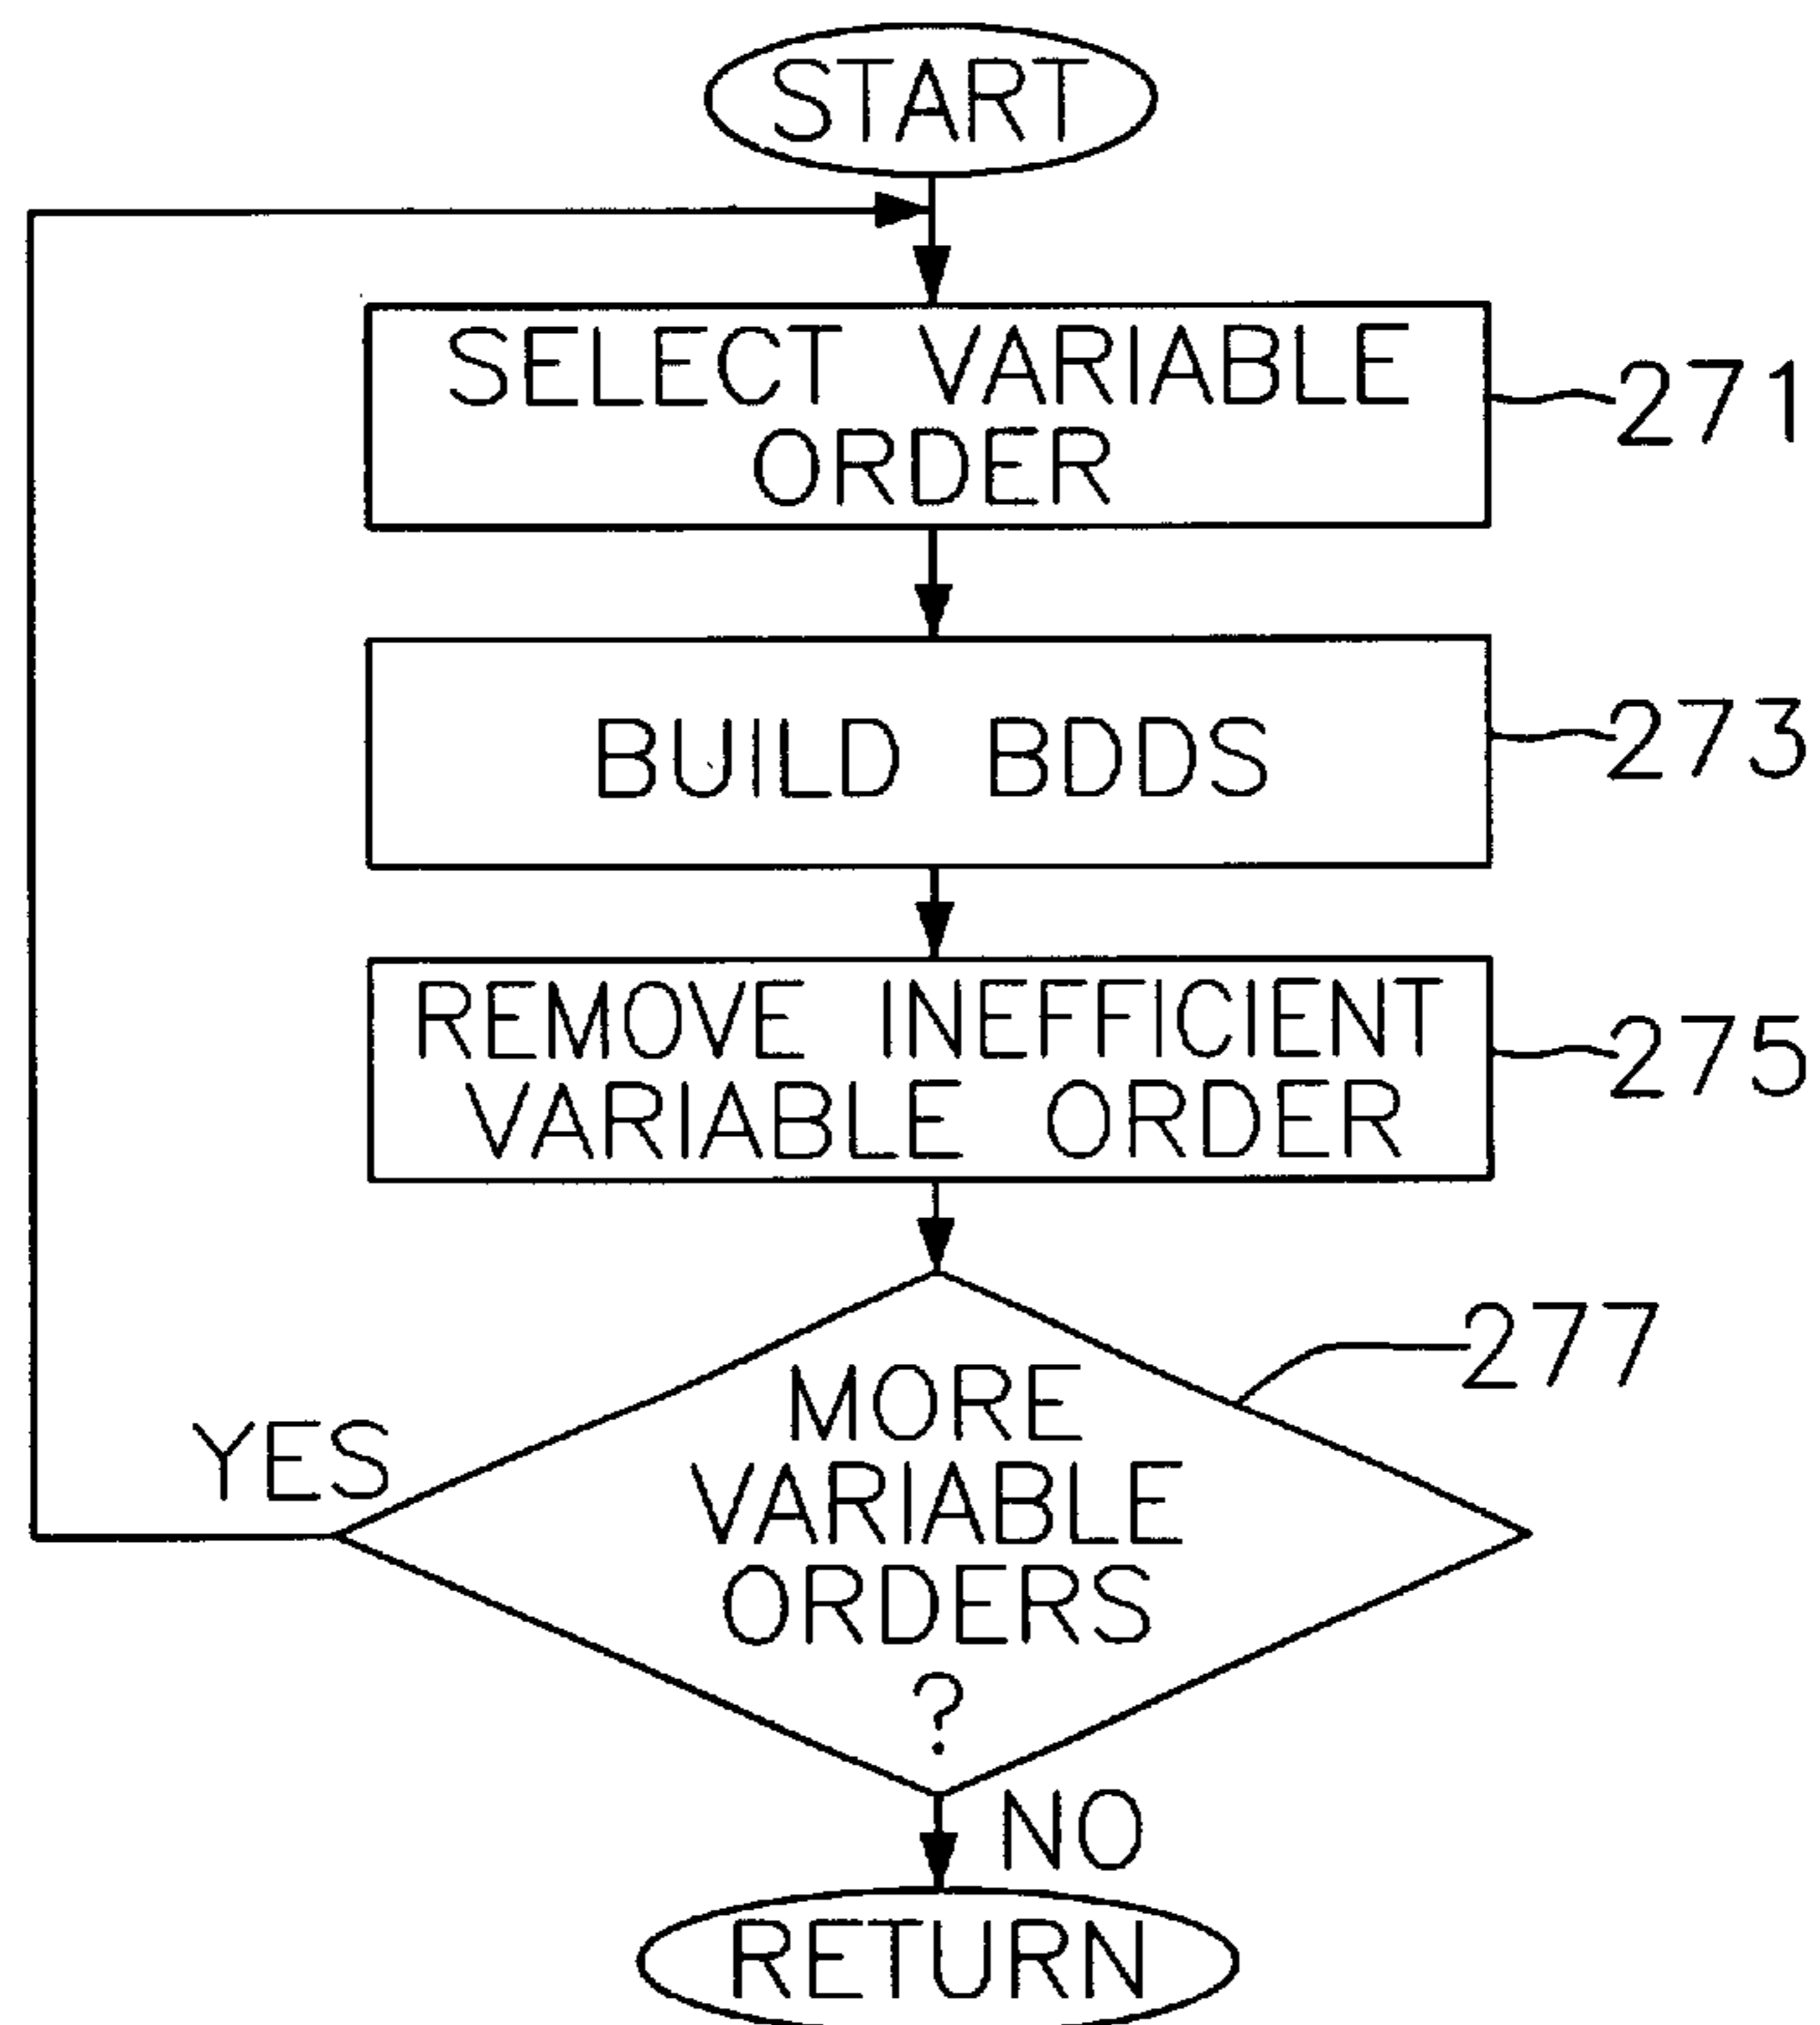 START
SELECT VARIABLE
ORDER
271
BUILD BDDS
273
REMOVE INEFFICIENT
VARIABLE ORDER
275
277
MORE
VARIABLE
ORDERS
?
YES
NO
RETURN